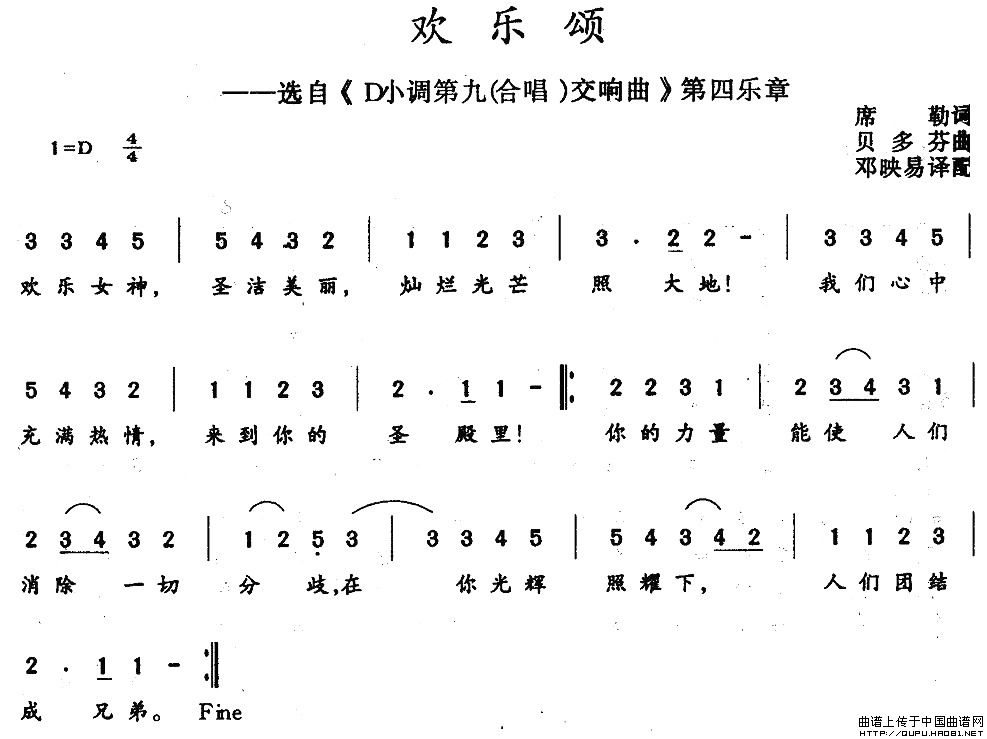 欢乐颂
——选自《D小调第九(合唱)交响曲》第四乐章
席勒词
1=D 4/4 贝多芬曲
邓映易译配
3 3 4 5 | 5 4 3 2 | 1 1 2 3 | 3 . 2 2 - | 3 3 4 5 |
欢乐女神, 圣洁美丽, 灿烂光芒 照 大地! 我们心中
5 4 3 2 | 1 1 2 3 | 2 . 1 1 - ‖: 2 2 3 1 | 2 3 4 3 1 |
充满热情, 来到你的 圣 殿里! 你的力量 能使 人们
2 3 4 3 2 | 1 2 5 3 | 3 3 4 5 | 5 4 3 4 2 | 1 1 2 3 |
消除 一切 分 歧,在 你光辉 照耀下, 人们团结
2 . 1 1 - :‖
成 兄弟。 Fine
曲谱上传于中国曲谱网
HTTP://QUPU.HAO81.NET